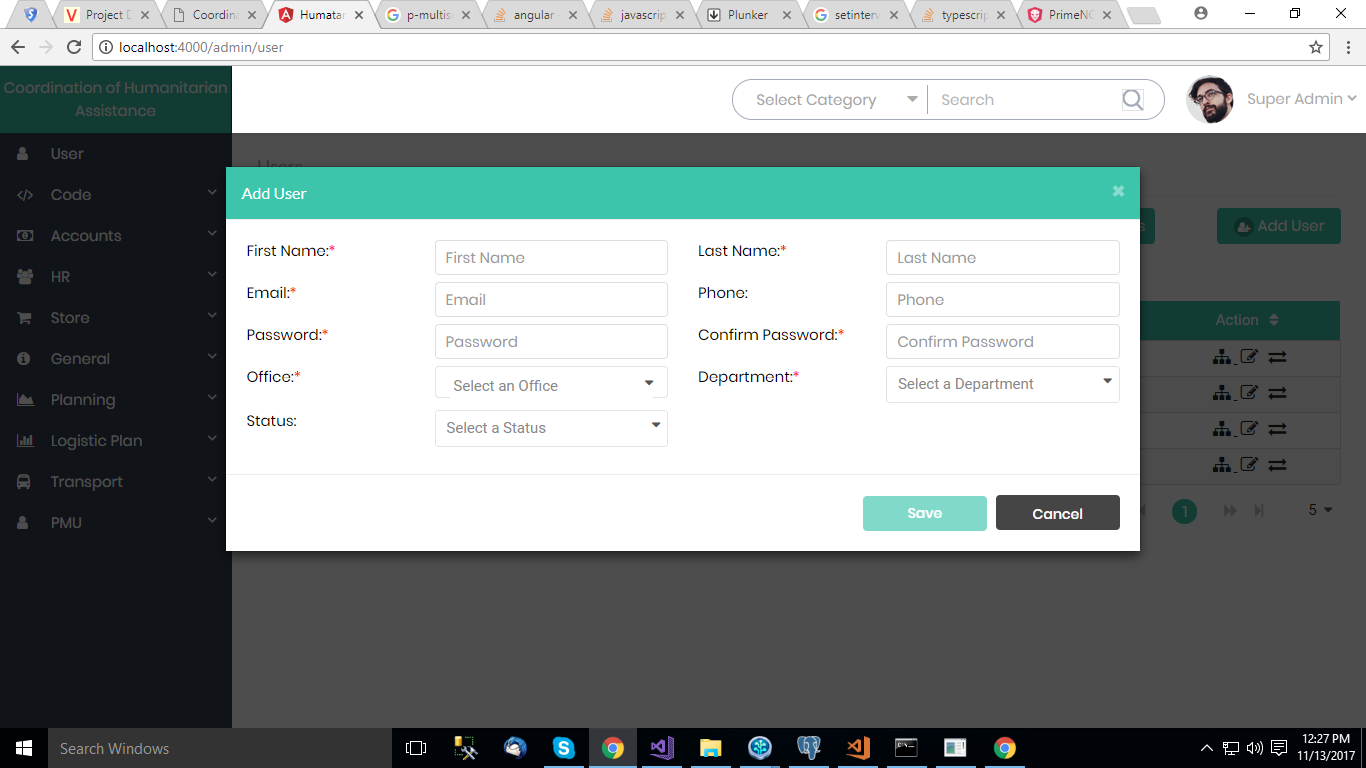 Project D
Coordina
Humatar
p-multise
angular
javascrip
Plunker
setinterv
typescrip
PrimeNG
localhost:4000/admin/user
Coordination of Humanitarian
Assistance
Select Category
Search
Super Admin
User
Code
Accounts
HR
Store
General
Planning
Logistic Plan
Transport
PMU
Users
Add User
Add User
First Name:*
First Name
Last Name:*
Last Name
Email:*
Email
Phone:
Phone
Password:*
Password
Confirm Password:*
Confirm Password
Office:*
Select an Office
Department:*
Select a Department
Status:
Select a Status
Save
Cancel
s
Action
1
5
Search Windows
12:27 PM
11/13/2017